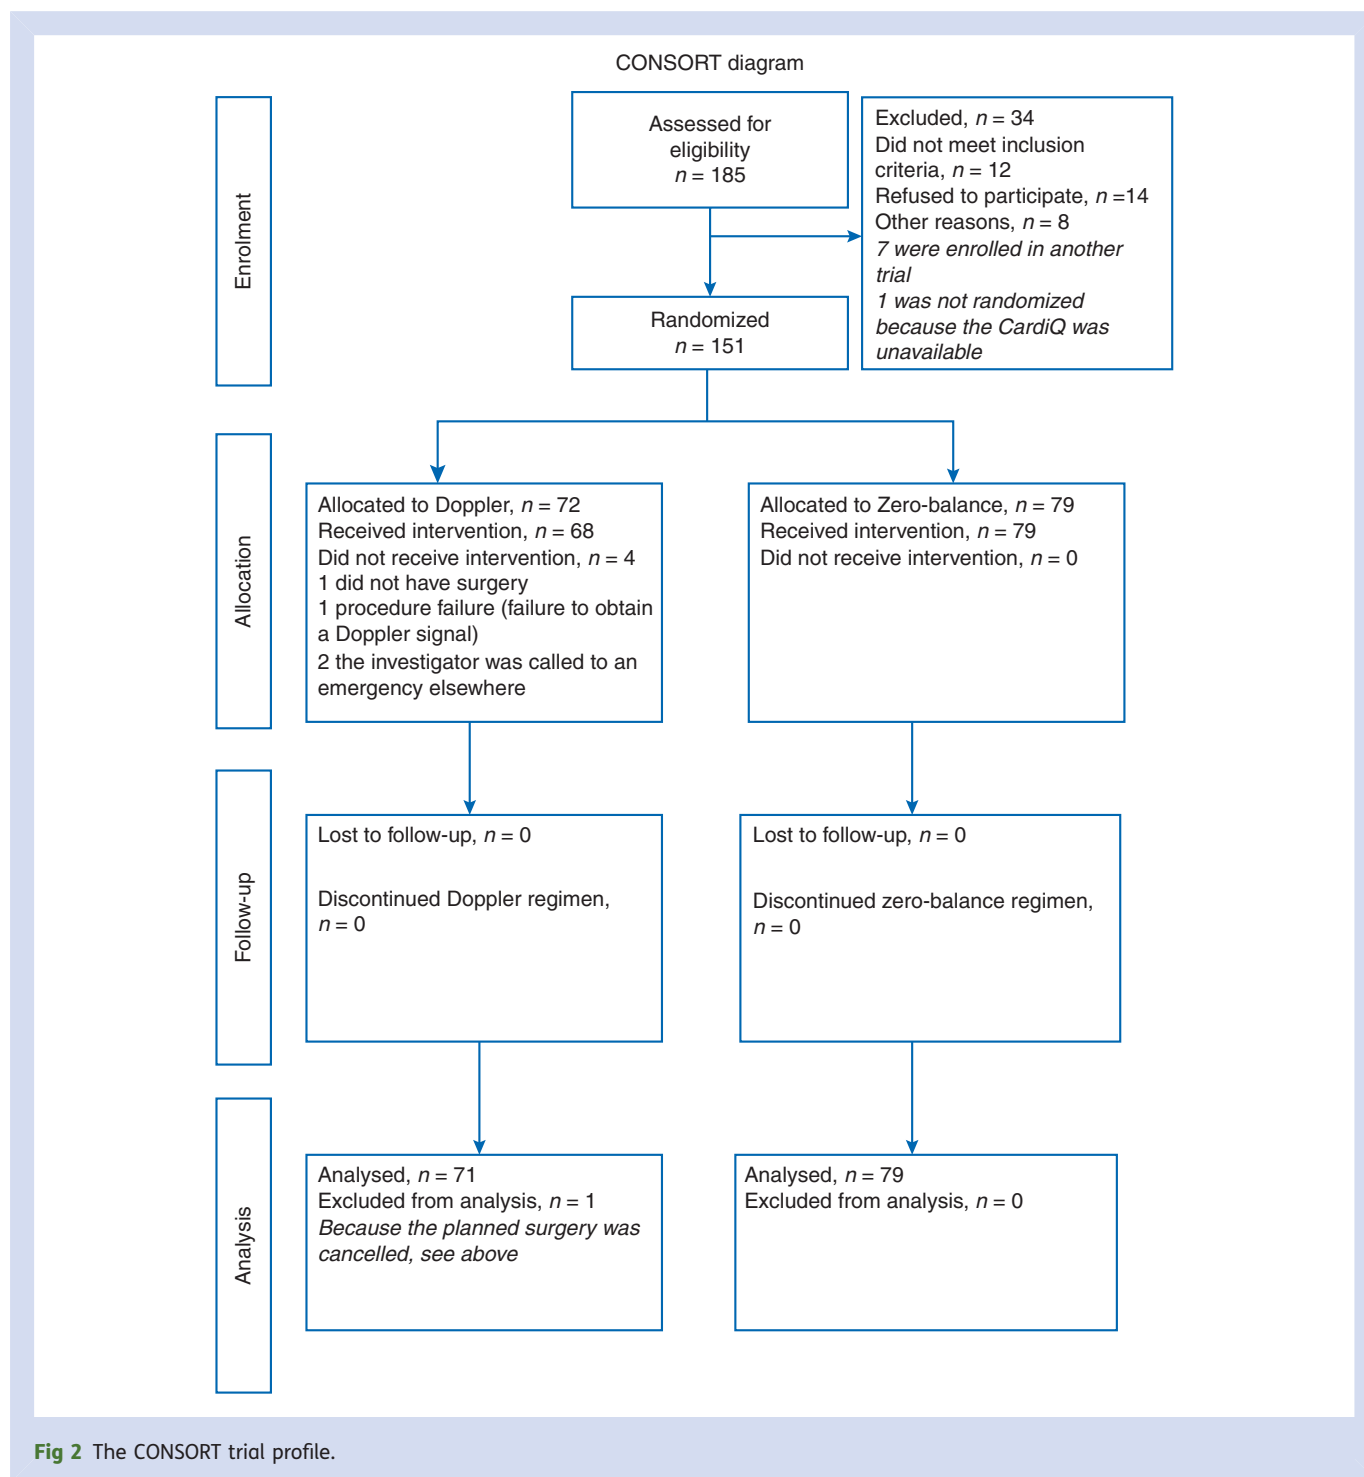 CONSORT diagram
Enrolment
Assessed for
eligibility
n = 185
Excluded, n = 34
Did not meet inclusion
criteria, n = 12
Refused to participate, n =14
Other reasons, n = 8
7 were enrolled in another
trial
1 was not randomized
because the CardiQ was
unavailable
Randomized
n = 151
Allocation
Allocated to Doppler, n = 72
Received intervention, n = 68
Did not receive intervention, n = 4
1 did not have surgery
1 procedure failure (failure to obtain
a Doppler signal)
2 the investigator was called to an
emergency elsewhere
Allocated to Zero-balance, n = 79
Received intervention, n = 79
Did not receive intervention, n = 0
Follow-up
Lost to follow-up, n = 0
Discontinued Doppler regimen,
n = 0
Lost to follow-up, n = 0
Discontinued zero-balance regimen,
n = 0
Analysis
Analysed, n = 71
Excluded from analysis, n = 1
Because the planned surgery was
cancelled, see above
Analysed, n = 79
Excluded from analysis, n = 0
Fig 2 The CONSORT trial profile.